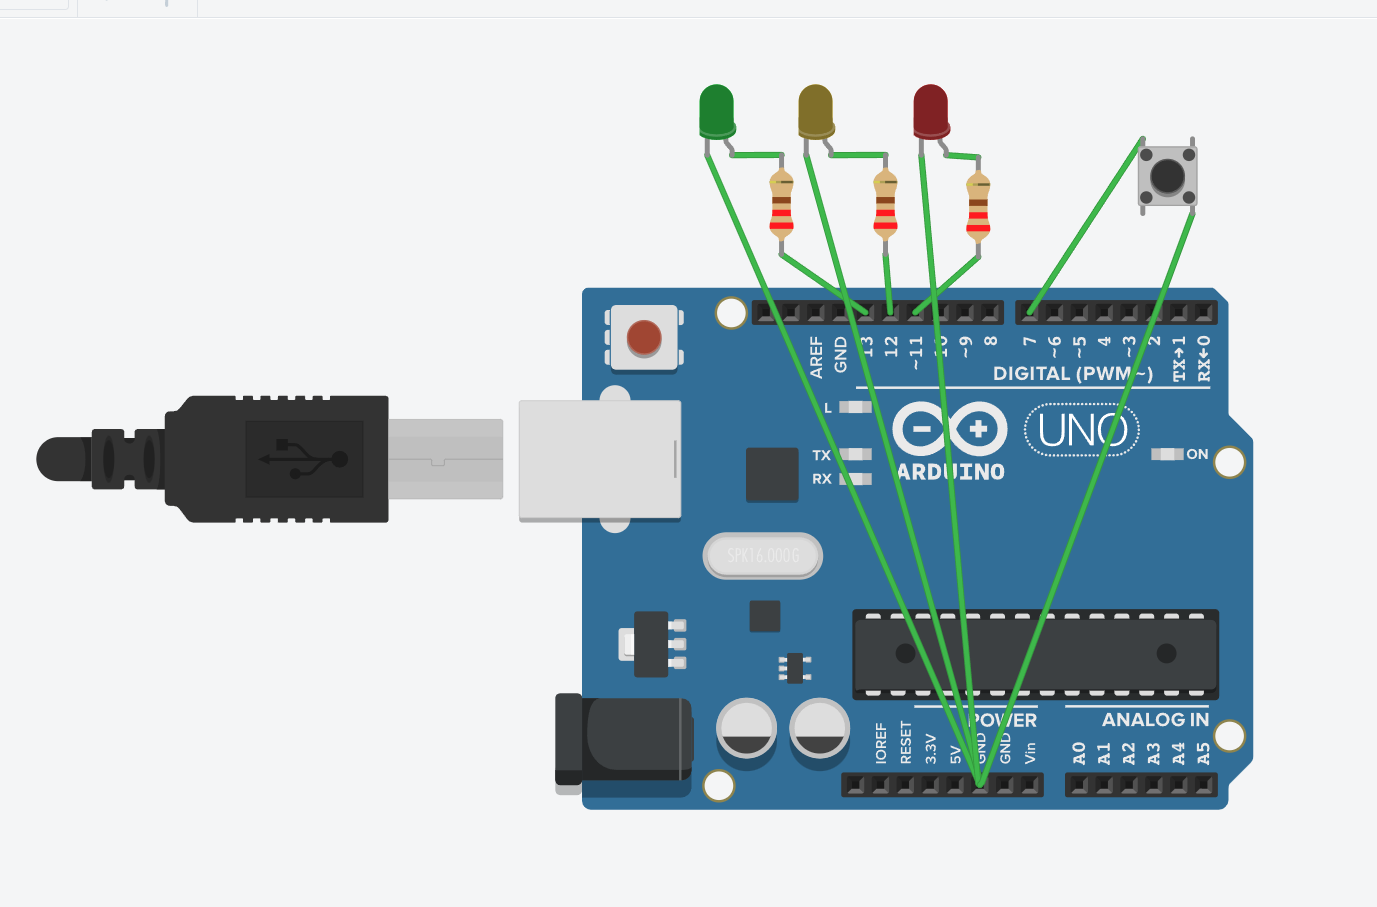 AREF
GND
13
12
~11
10
~9
8
7
~6
~5
4
~3
2
TX→1
RX←0
DIGITAL (PWM~)
L
TX
RX
ARDUINO
UNO
ON
SPK16.000G
POWER
ANALOG IN
IOREF
RESET
3.3V
5V
GND
GND
Vin
A0
A1
A2
A3
A4
A5